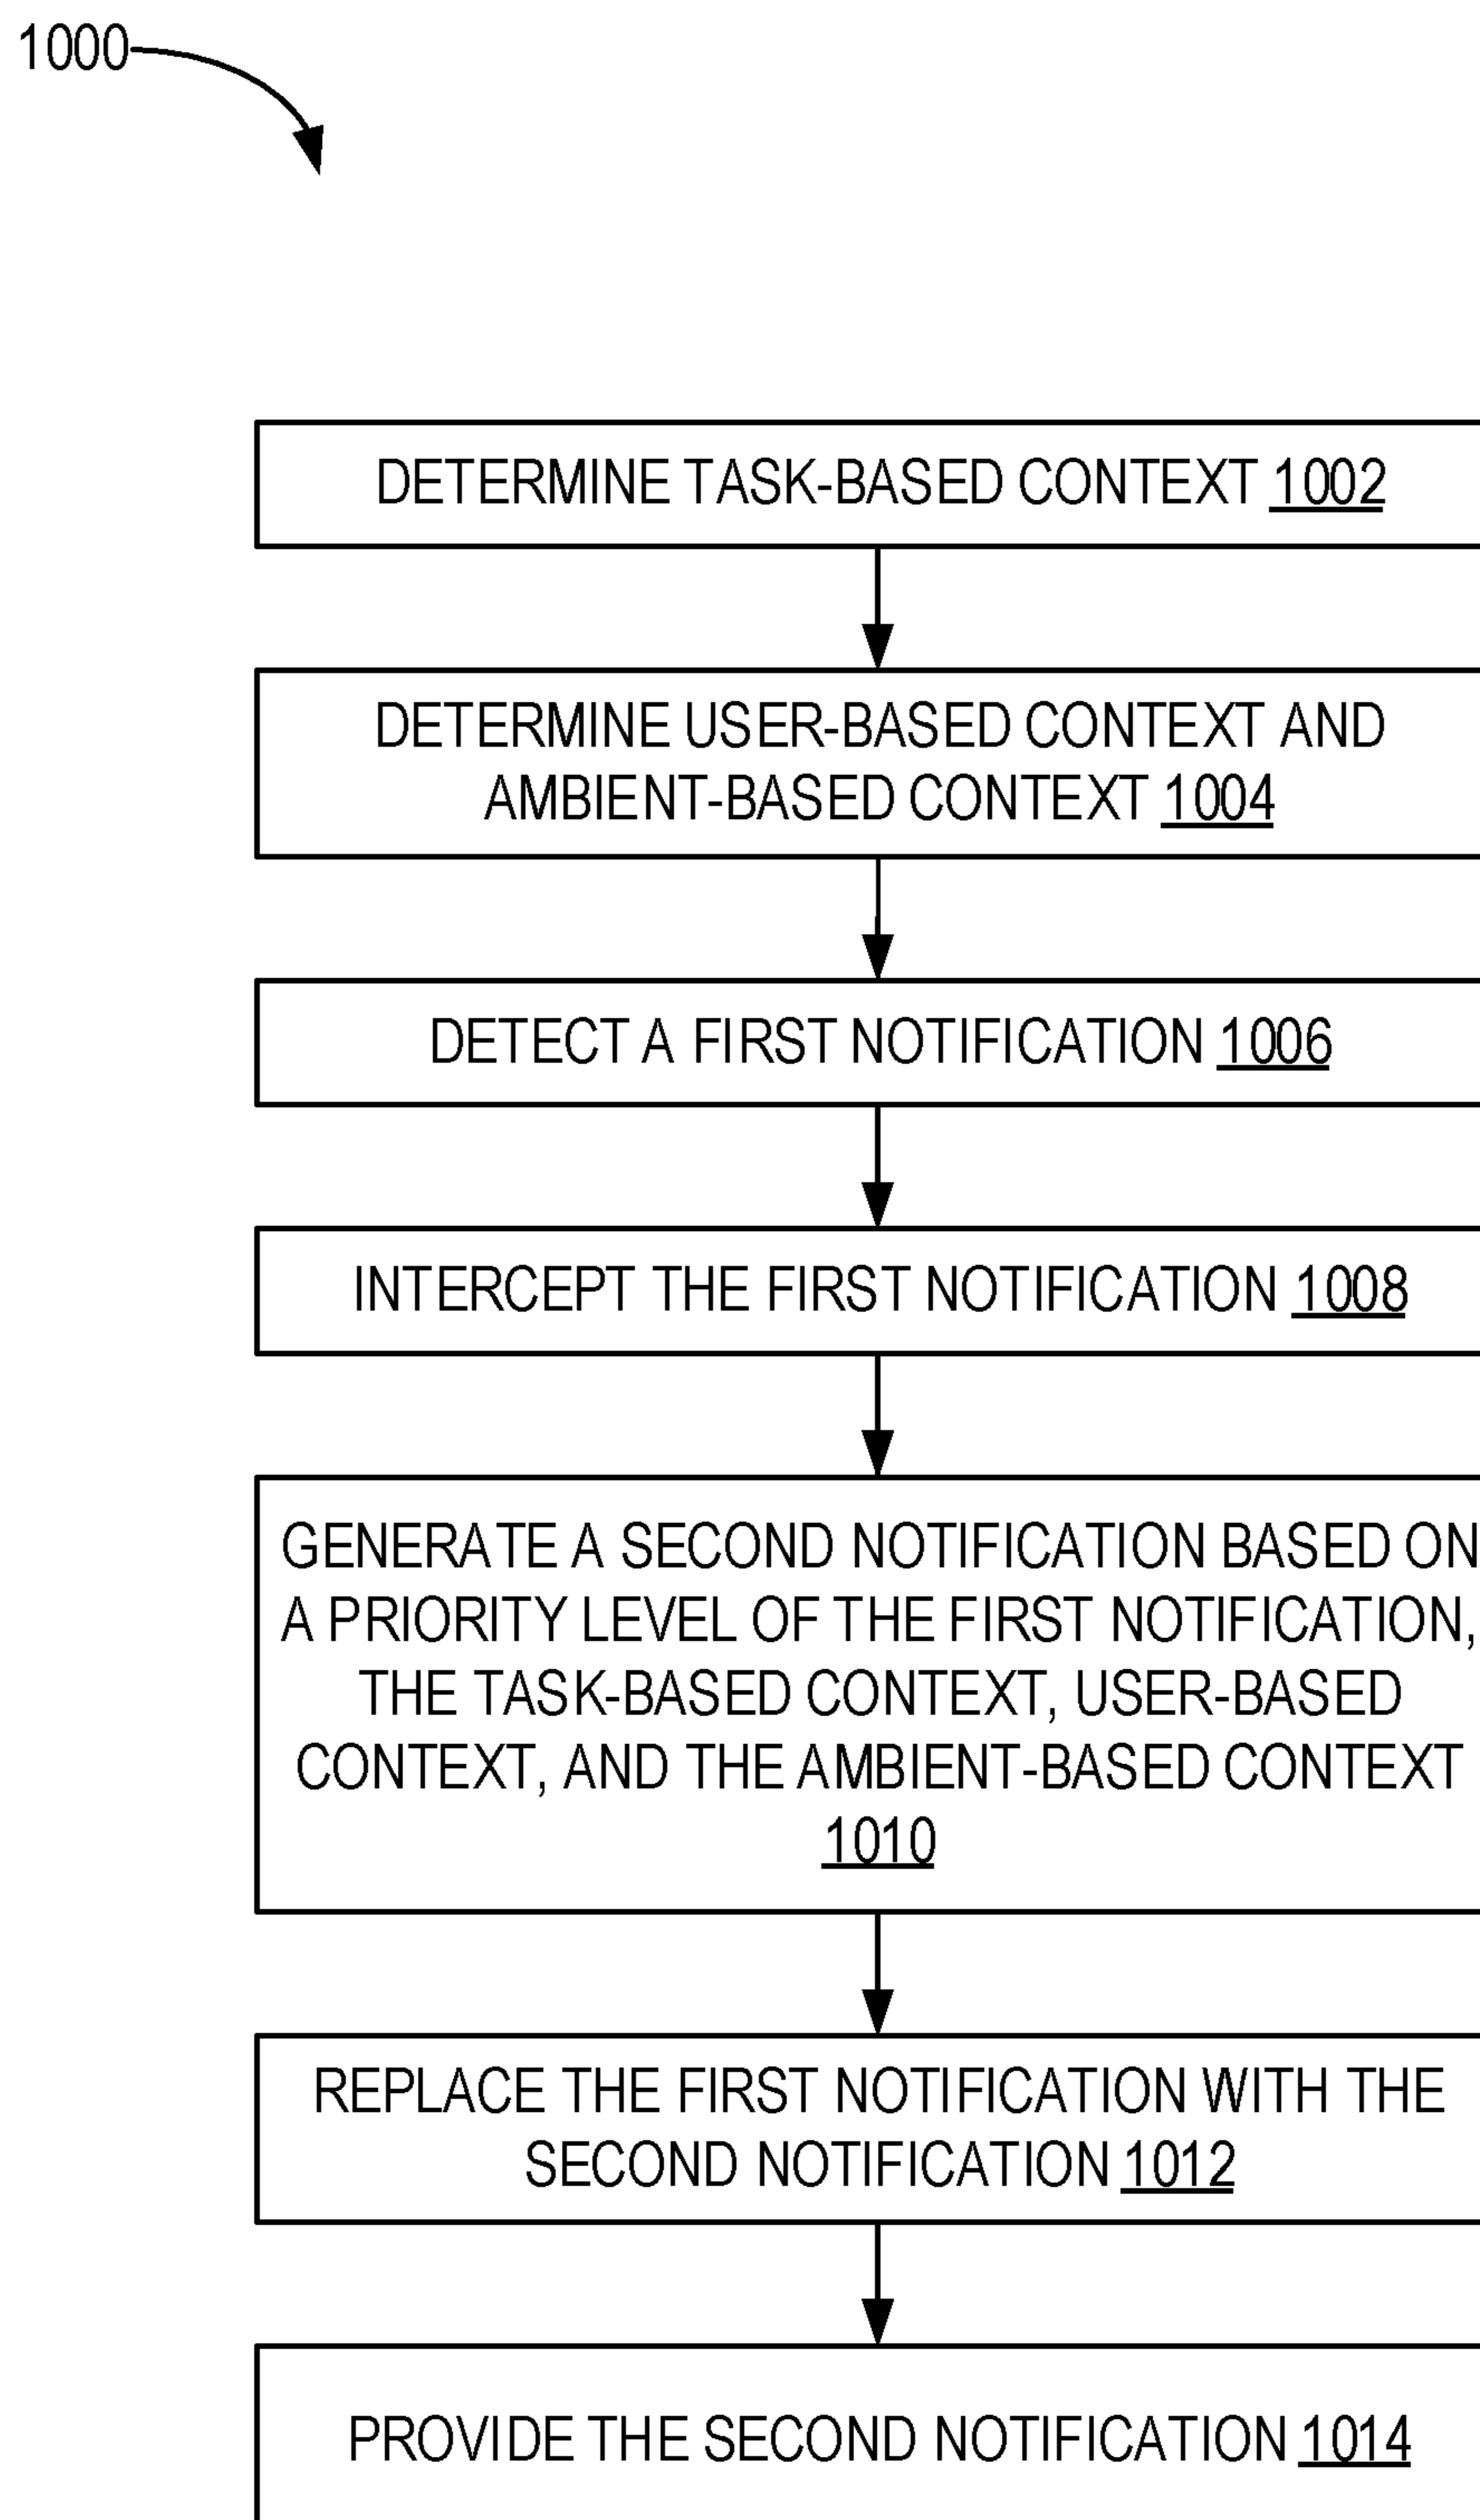 1000
DETERMINE TASK-BASED CONTEXT 1002
DETERMINE USER-BASED CONTEXT AND
AMBIENT-BASED CONTEXT 1004
DETECT A FIRST NOTIFICATION 1006
INTERCEPT THE FIRST NOTIFICATION 1008
GENERATE A SECOND NOTIFICATION BASED ON
A PRIORITY LEVEL OF THE FIRST NOTIFICATION,
THE TASK-BASED CONTEXT, USER-BASED
CONTEXT, AND THE AMBIENT-BASED CONTEXT
1010
REPLACE THE FIRST NOTIFICATION WITH THE
SECOND NOTIFICATION 1012
PROVIDE THE SECOND NOTIFICATION 1014